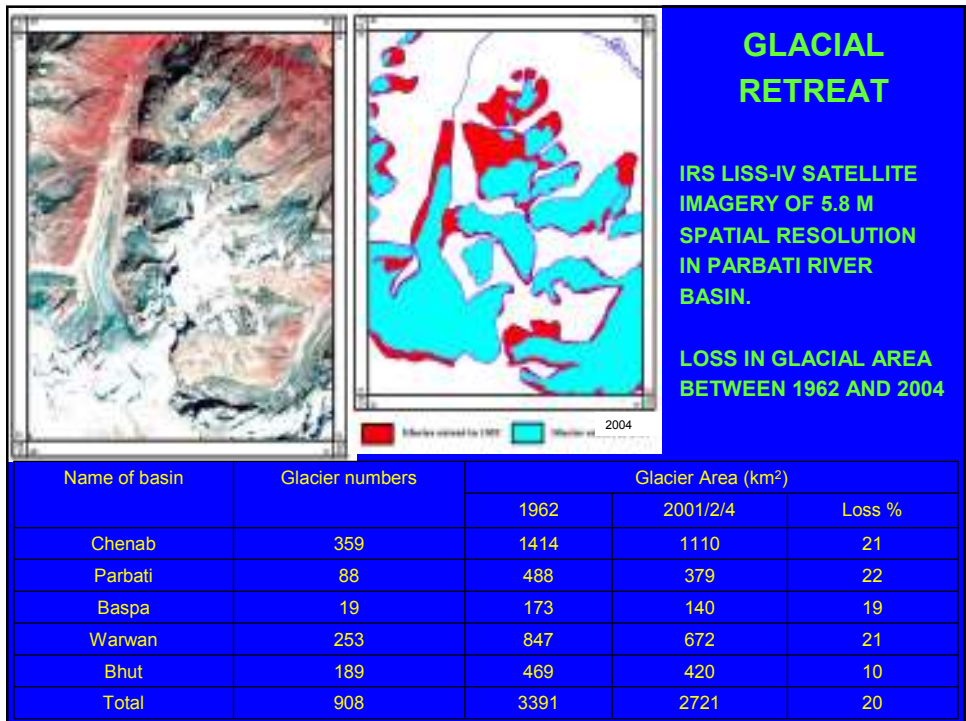 GLACIAL
RETREAT
IRS LISS-IV SATELLITE
IMAGERY OF 5.8 M
SPATIAL RESOLUTION
IN PARBATI RIVER
BASIN.
LOSS IN GLACIAL AREA
BETWEEN 1962 AND 2004
2004
Name of basin Glacier numbers Glacier Area (km²)
1962 2001/2/4 Loss %
Chenab 359 1414 1110 21
Parbati 88 488 379 22
Baspa 19 173 140 19
Warwan 253 847 672 21
Bhut 189 469 420 10
Total 908 3391 2721 20